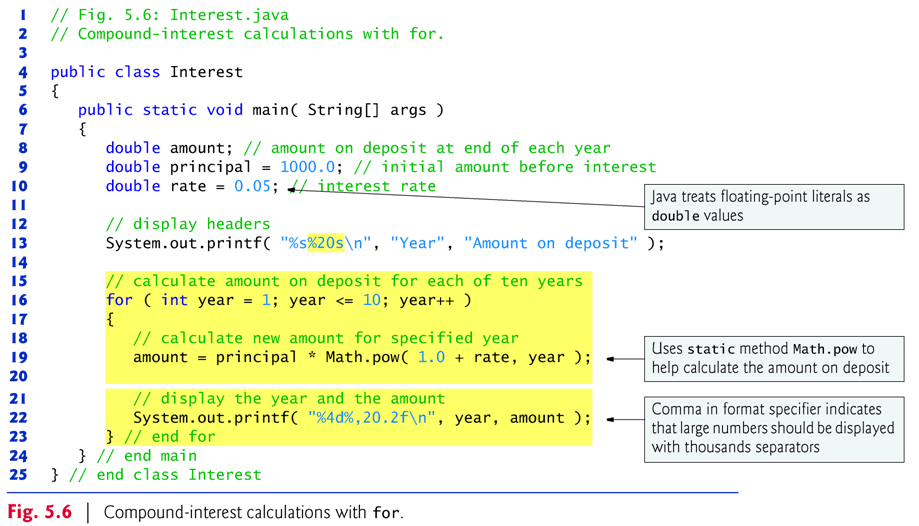 1 // Fig. 5.6: Interest.java
2 // Compound-interest calculations with for.
3
4 public class Interest
5 {
6 public static void main( String[] args )
7 {
8 double amount; // amount on deposit at end of each year
9 double principal = 1000.0; // initial amount before interest
10 double rate = 0.05; // interest rate
11
12 // display headers
13 System.out.printf( "%s%20s\n", "Year", "Amount on deposit" );
14
15 // calculate amount on deposit for each of ten years
16 for ( int year = 1; year <= 10; year++ )
17 {
18 // calculate new amount for specified year
19 amount = principal * Math.pow( 1.0 + rate, year );
20
21 // display the year and the amount
22 System.out.printf( "%4d%,20.2f\n", year, amount );
23 } // end for
24 } // end main
25 } // end class Interest
Java treats floating-point literals as
double values
Uses static method Math.pow to
help calculate the amount on deposit
Comma in format specifier indicates
that large numbers should be displayed
with thousands separators
Fig. 5.6 | Compound-interest calculations with for.